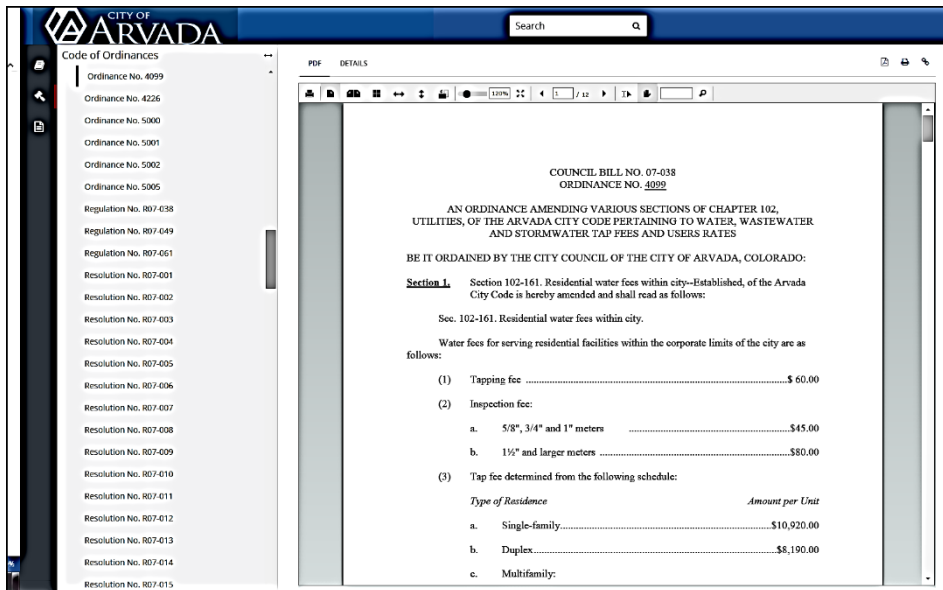 CITY OF
ARVADA
Search
Code of Ordinances
Ordinance No. 4099
Ordinance No. 4226
Ordinance No. 5000
Ordinance No. 5001
Ordinance No. 5002
Ordinance No. 5005
Regulation No. R07-038
Regulation No. R07-049
Regulation No. R07-061
Resolution No. R07-001
Resolution No. R07-002
Resolution No. R07-003
Resolution No. R07-004
Resolution No. R07-005
Resolution No. R07-006
Resolution No. R07-007
Resolution No. R07-008
Resolution No. R07-009
Resolution No. R07-010
Resolution No. R07-011
Resolution No. R07-012
Resolution No. R07-013
Resolution No. R07-014
Resolution No. R07-015
PDF DETAILS
120% 1 / 12
COUNCIL BILL NO. 07-038
ORDINANCE NO. 4099
AN ORDINANCE AMENDING VARIOUS SECTIONS OF CHAPTER 102,
UTILITIES, OF THE ARVADA CITY CODE PERTAINING TO WATER, WASTEWATER
AND STORMWATER TAP FEES AND USERS RATES
BE IT ORDAINED BY THE CITY COUNCIL OF THE CITY OF ARVADA, COLORADO:
Section 1. Section 102-161. Residential water fees within city--Established, of the Arvada
City Code is hereby amended and shall read as follows:
Sec. 102-161. Residential water fees within city.
Water fees for serving residential facilities within the corporate limits of the city are as
follows:
(1) Tapping fee ........................................................................$ 60.00
(2) Inspection fee:
a. 5/8", 3/4" and 1" meters ..................................................$45.00
b. 1½" and larger meters ..........................................................$80.00
(3) Tap fee determined from the following schedule:
Type of Residence Amount per Unit
a. Single-family..................................................................$10,920.00
b. Duplex...........................................................................$8,190.00
c. Multifamily: